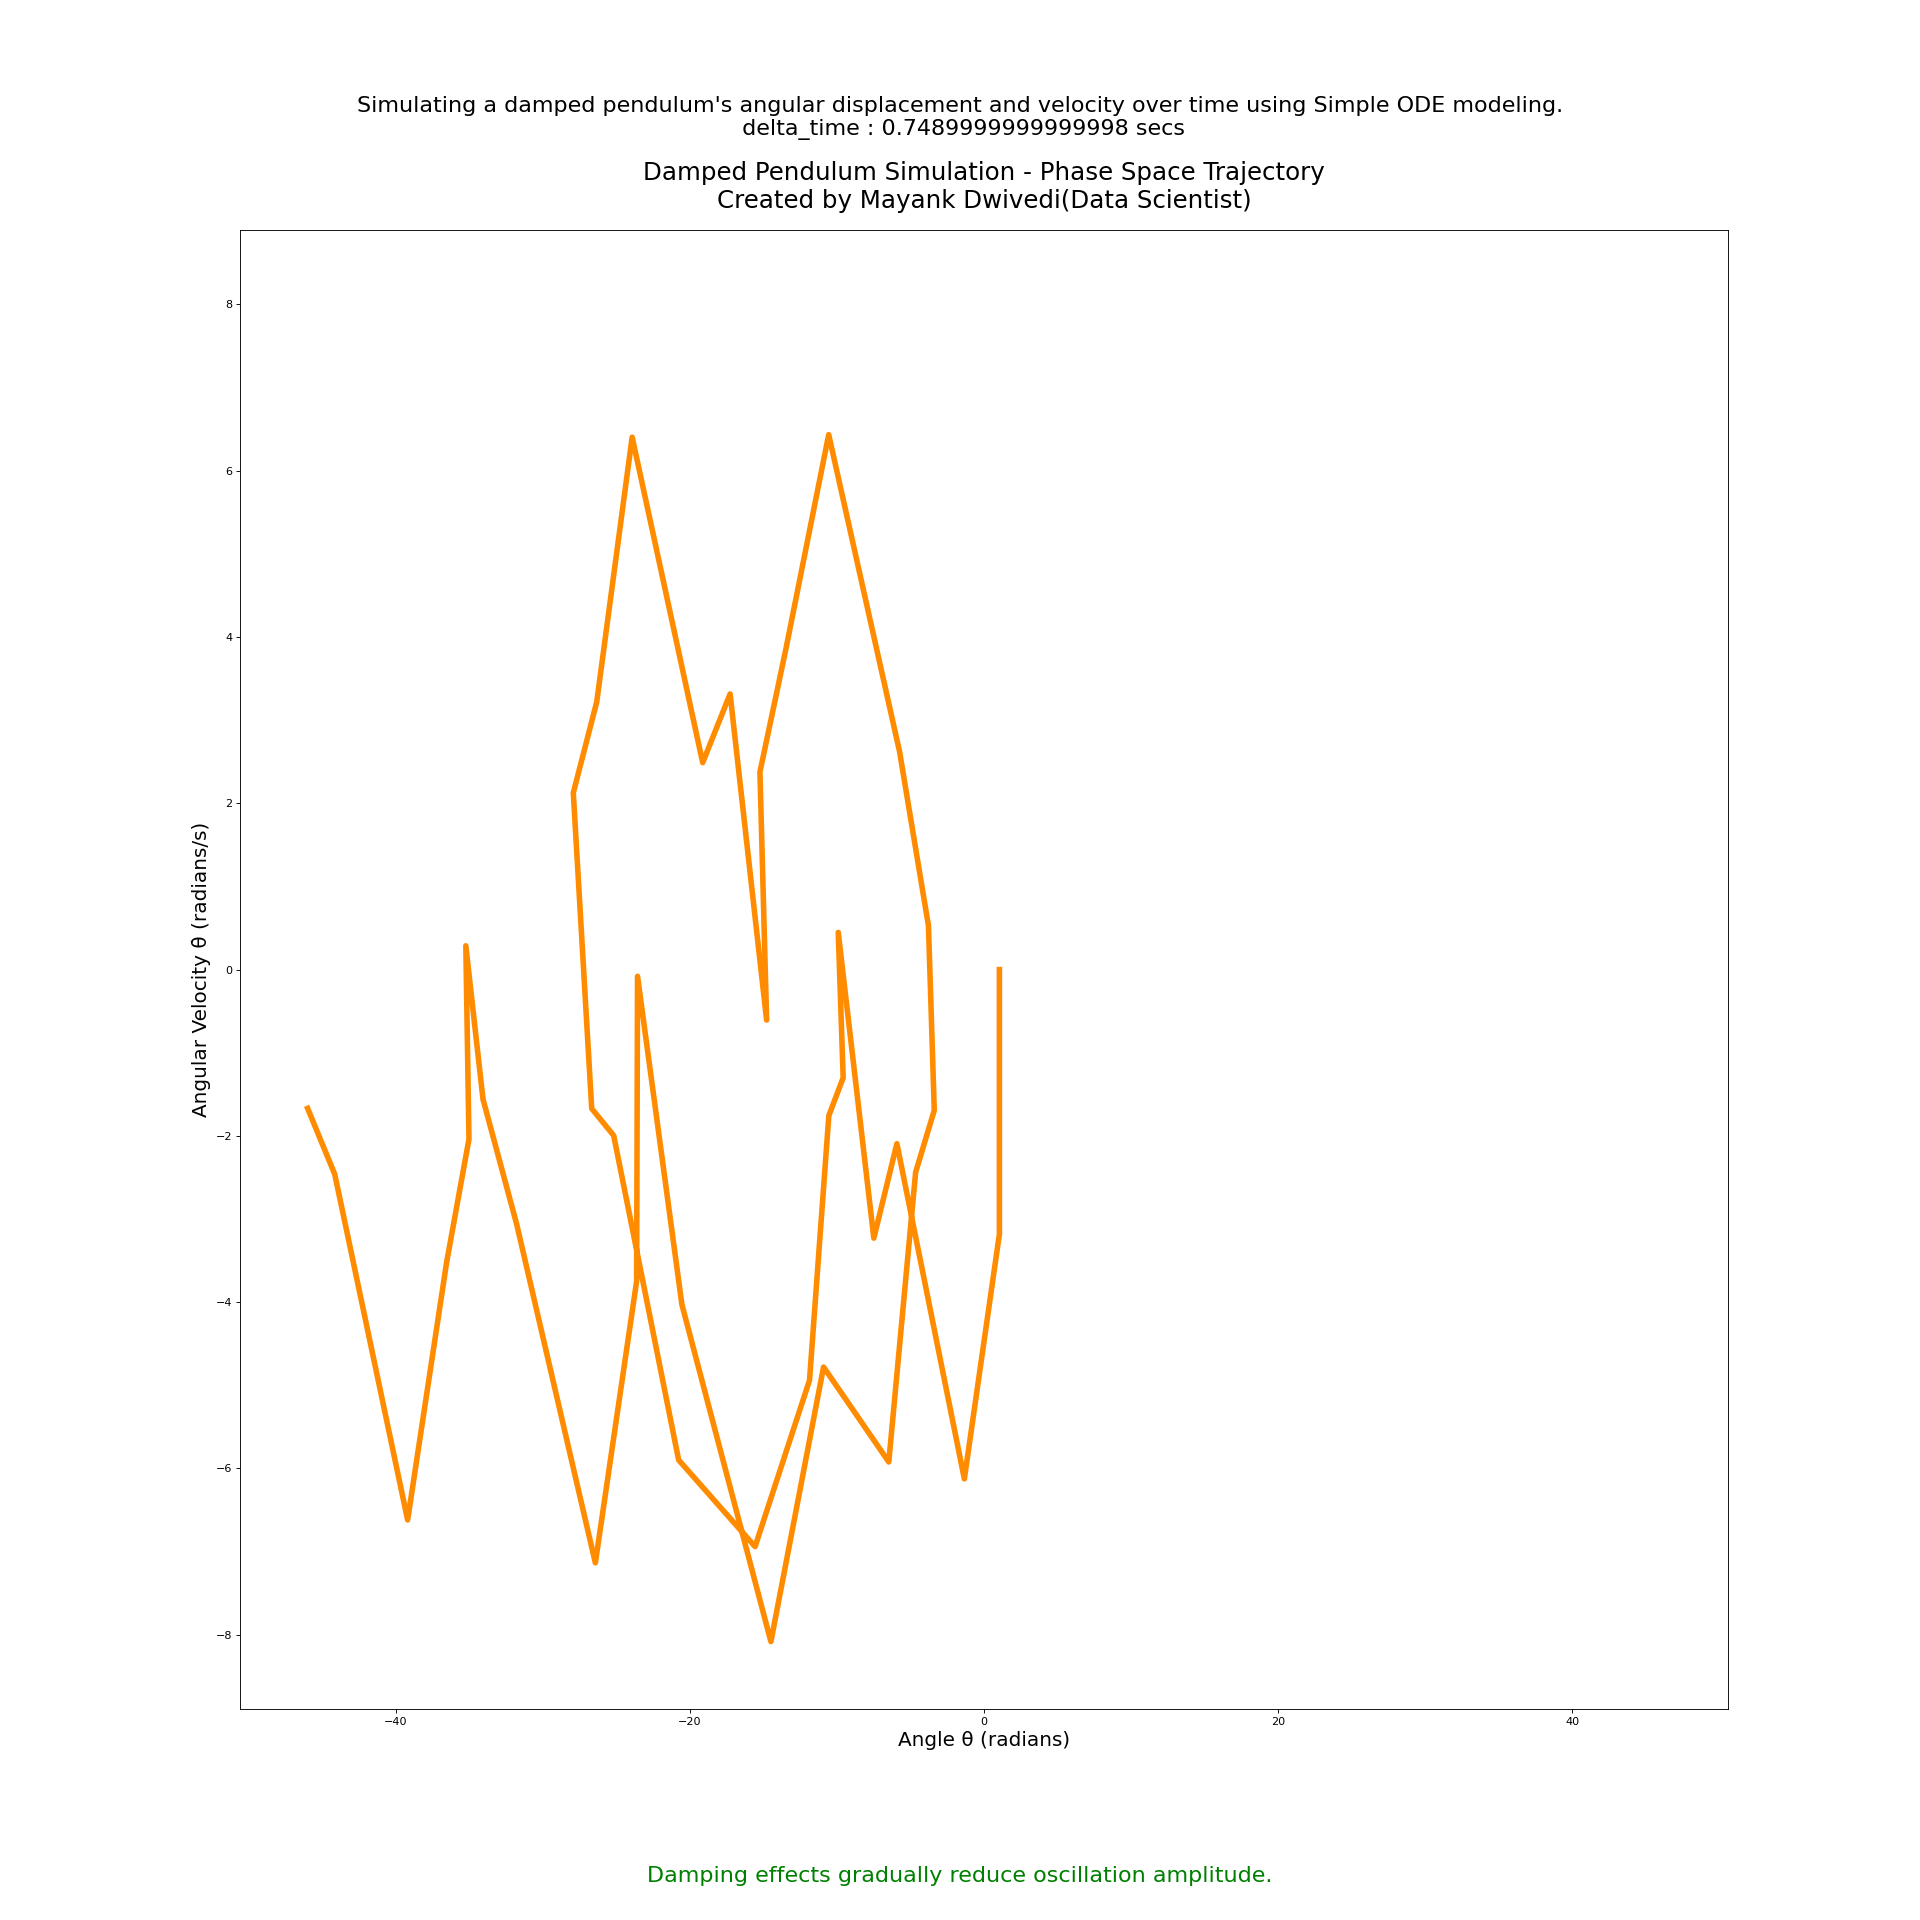 Simulating a damped pendulum's angular displacement and velocity over time using Simple ODE modeling.
delta_time : 0.7489999999999998 secs
Damped Pendulum Simulation - Phase Space Trajectory
Created by Mayank Dwivedi(Data Scientist)
Angular Velocity θ (radians/s)
8
6
4
2
0
−2
−4
−6
−8
−40
−20
0
20
40
Angle θ (radians)
Damping effects gradually reduce oscillation amplitude.